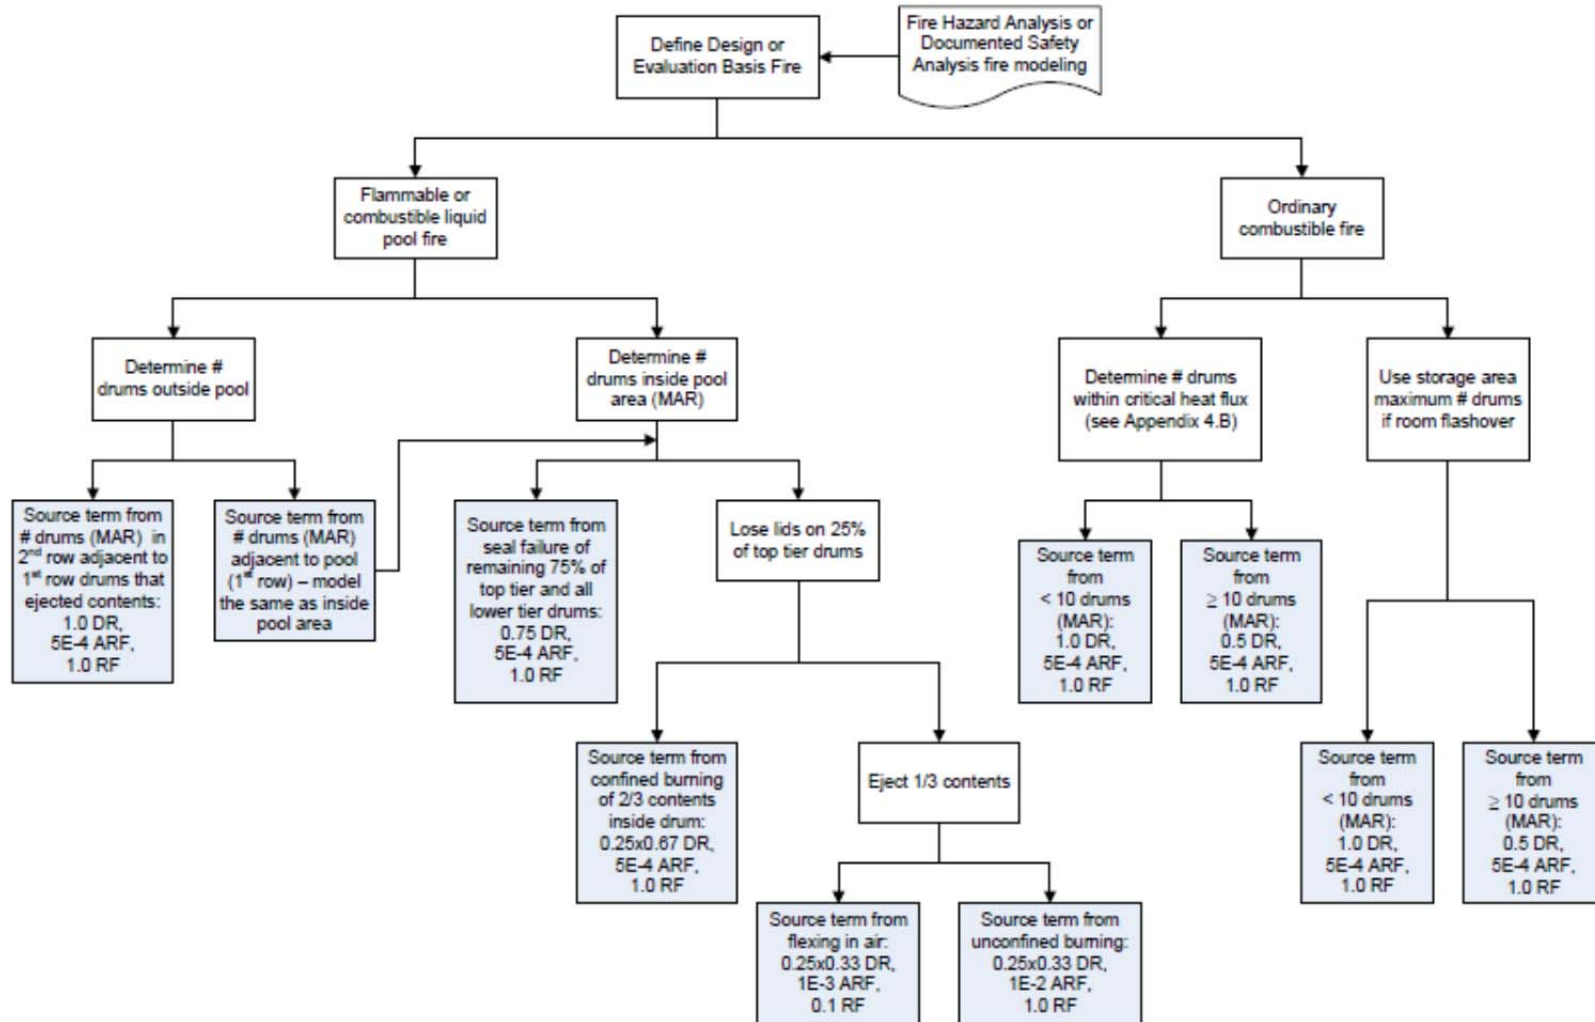 Define Design or
Evaluation Basis Fire
Fire Hazard Analysis or
Documented Safety
Analysis fire modeling
Flammable or
combustible liquid
pool fire
Ordinary
combustible fire
Determine #
drums outside pool
Determine #
drums inside pool
area (MAR)
Determine # drums
within critical heat flux
(see Appendix 4.B)
Use storage area
maximum # drums
if room flashover
Source term from
# drums (MAR) in
2nd row adjacent to
1st row drums that
ejected contents:
1.0 DR,
5E-4 ARF,
1.0 RF
Source term from
# drums (MAR)
adjacent to pool
(1st row) – model
the same as inside
pool area
Source term from
seal failure of
remaining 75% of
top tier and all
lower tier drums:
0.75 DR,
5E-4 ARF,
1.0 RF
Lose lids on 25%
of top tier drums
Source term
from
< 10 drums
(MAR):
1.0 DR,
5E-4 ARF,
1.0 RF
Source term
from
≥ 10 drums
(MAR):
0.5 DR,
5E-4 ARF,
1.0 RF
Source term from
confined burning
of 2/3 contents
inside drum:
0.25x0.67 DR,
5E-4 ARF,
1.0 RF
Eject 1/3 contents
Source term
from
< 10 drums
(MAR):
1.0 DR,
5E-4 ARF,
1.0 RF
Source term
from
≥ 10 drums
(MAR):
0.5 DR,
5E-4 ARF,
1.0 RF
Source term from
flexing in air:
0.25x0.33 DR,
1E-3 ARF,
0.1 RF
Source term from
unconfined burning:
0.25x0.33 DR,
1E-2 ARF,
1.0 RF